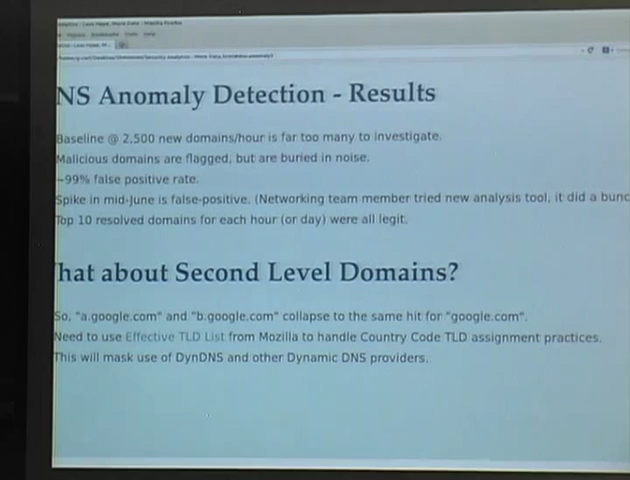 NS Anomaly Detection - Results
Baseline @ 2,500 new domains/hour is far too many to investigate.
Malicious domains are flagged, but are buried in noise.
~99% false positive rate.
Spike in mid-June is false-positive. (Networking team member tried new analysis tool, it did a bunc
Top 10 resolved domains for each hour (or day) were all legit.
hat about Second Level Domains?
So, "a.google.com" and "b.google.com" collapse to the same hit for "google.com".
Need to use Effective TLD List from Mozilla to handle Country Code TLD assignment practices.
This will mask use of DynDNS and other Dynamic DNS providers.